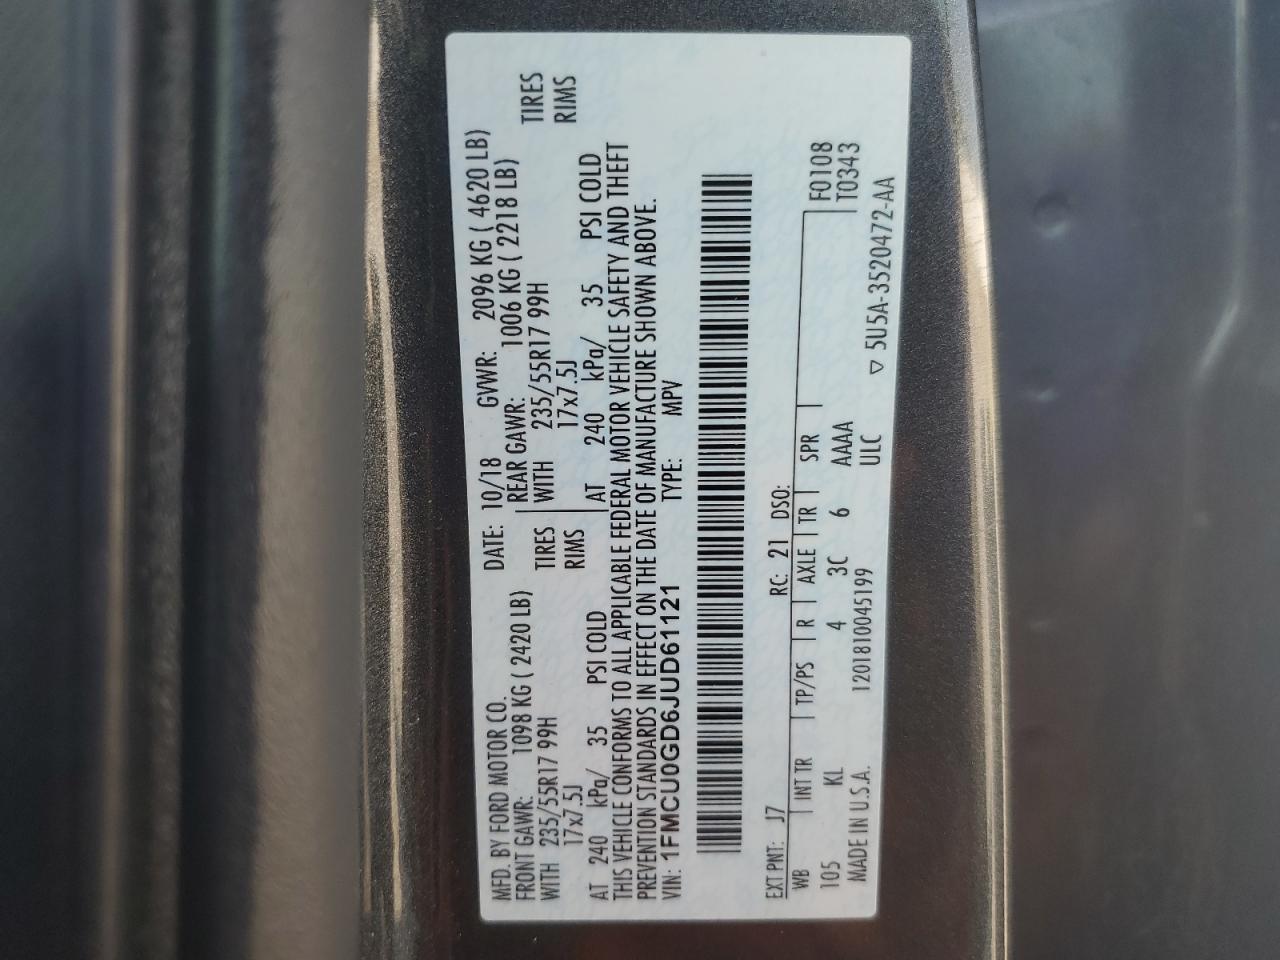 MFD. BY FORD MOTOR CO. DATE: 10/18 GVWR: 2096 KG ( 4620 LB)
FRONT GAWR: 1098 KG ( 2420 LB) REAR GAWR: 1006 KG ( 2218 LB)
WITH 235/55R17 99H TIRES WITH 235/55R17 99H TIRES
17x7.5J RIMS 17x7.5J RIMS
AT 240 kPa/ 35 PSI COLD AT 240 kPa/ 35 PSI COLD
THIS VEHICLE CONFORMS TO ALL APPLICABLE FEDERAL MOTOR VEHICLE SAFETY AND THEFT
PREVENTION STANDARDS IN EFFECT ON THE DATE OF MANUFACTURE SHOWN ABOVE.
VIN: 1FMCU0GD6JUD61121 TYPE: MPV
EXT PNT: J7 RC: 21 DSO:
WB INT TR TP/PS R AXLE TR SPR F0108
105 KL 4 3C 6 AAAA T0343
MADE IN U.S.A. 1201810045199 ULC ▽ 5U5A-3520472-AA